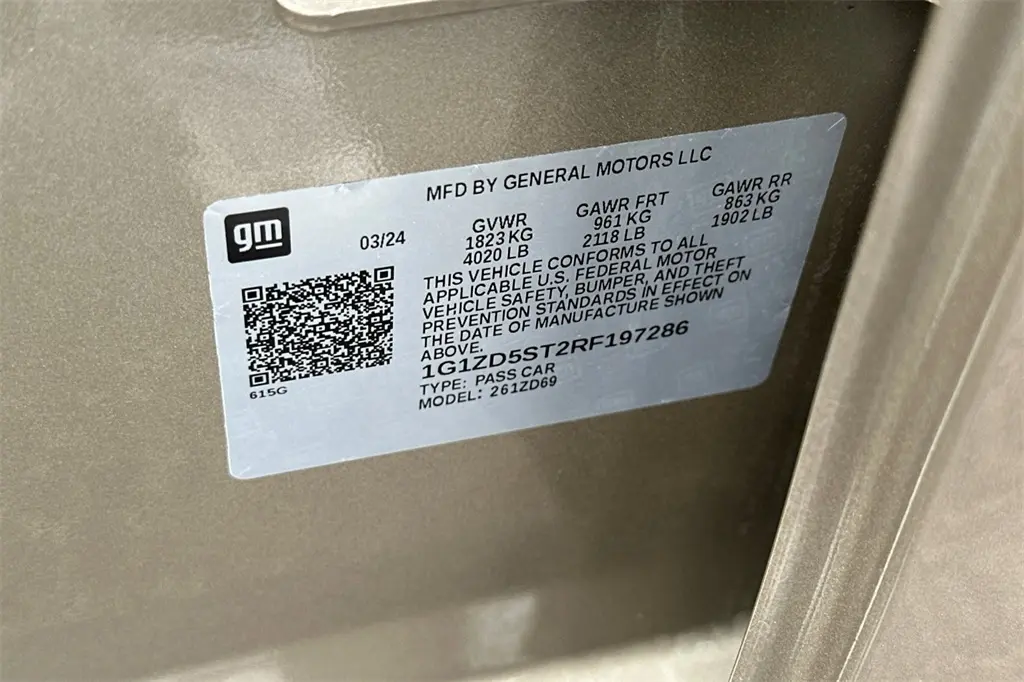 MFD BY GENERAL MOTORS LLC
gm
03/24
GVWR
1823 KG
4020 LB
GAWR FRT
961 KG
2118 LB
GAWR RR
863 KG
1902 LB
THIS VEHICLE CONFORMS TO ALL
APPLICABLE U.S. FEDERAL MOTOR
VEHICLE SAFETY, BUMPER, AND THEFT
PREVENTION STANDARDS IN EFFECT ON
THE DATE OF MANUFACTURE SHOWN
ABOVE.
1G1ZD5ST2RF197286
TYPE: PASS CAR
MODEL: 261ZD69
615G